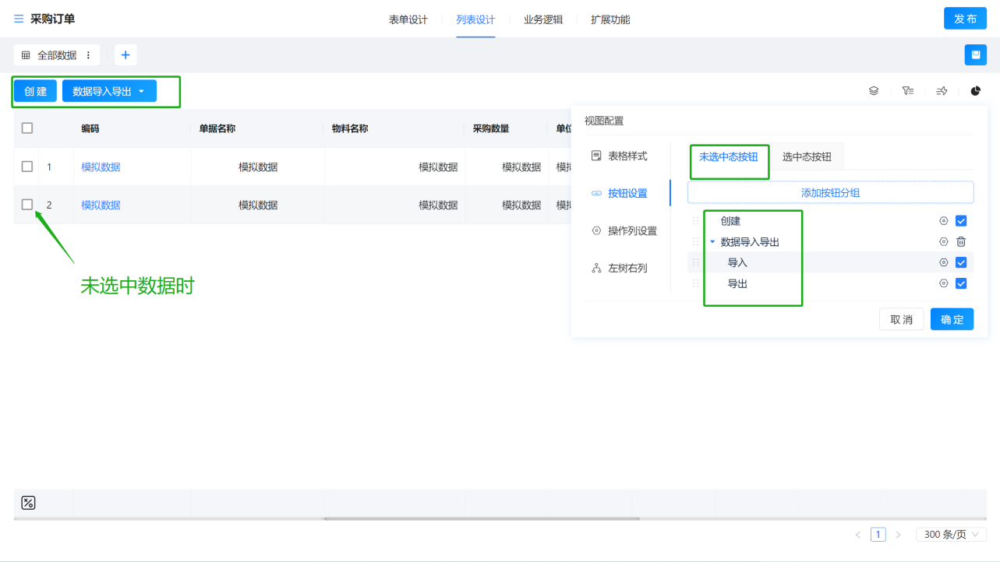 采购订单
表单设计
列表设计
业务逻辑
扩展功能
发布
全部数据
创建
数据导入导出
编码
单据名称
物料名称
采购数量
单位
1
模拟数据
模拟数据
模拟数据
模拟数据
模拟
2
模拟数据
模拟数据
模拟数据
模拟数据
模拟
未选中数据时
视图配置
表格样式
按钮设置
操作列设置
左树右列
未选中态按钮
选中态按钮
添加按钮分组
创建
数据导入导出
导入
导出
取消
确定
1
300 条/页